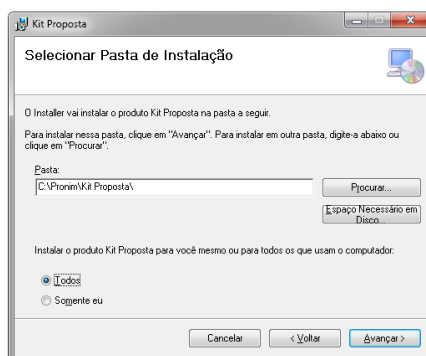 Kit Proposta
Selecionar Pasta de Instalação
O Installer vai instalar o produto Kit Proposta na pasta a seguir.
Para instalar nessa pasta, clique em "Avançar". Para instalar em outra pasta, digite-a abaixo ou
clique em "Procurar".
Pasta:
C:\Pronim\Kit Proposta\
Procurar...
Espaço Necessário em
Disco...
Instalar o produto Kit Proposta para você mesmo ou para todos os que usam o computador:
Todos
Somente eu
Cancelar
< Voltar
Avançar >